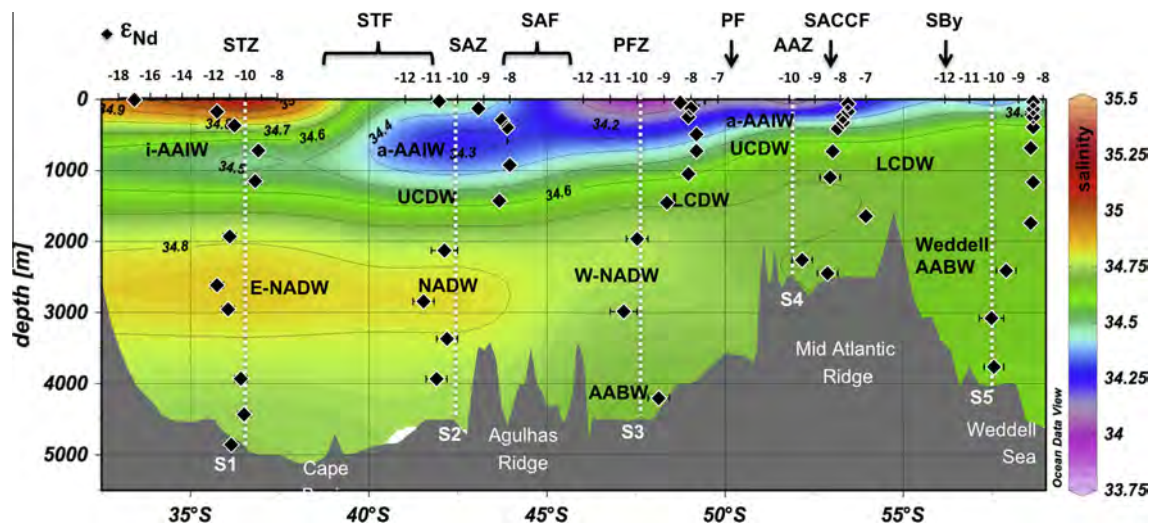 STF SAF PF SACCF SBy
εNd STZ SAZ PFZ AAZ
-18 -16 -14 -12 -10 -8 -12 -11 -10 -9 -8 -12 -11 -10 -9 -8 -7 -10 -9 -8 -7 -12 -11 -10 -9 -8
0
1000
2000
3000
4000
5000
depth [m]
34.9
35
34.7
34.6
34.5
34.8
34.4
34.3
34.2
34.6
i-AAIW
a-AAIW
a-AAIW
UCDW
UCDW
LCDW
LCDW
E-NADW
NADW
W-NADW
Weddell
AABW
AABW
S1
S2
S3
S4
S5
Cape
Agulhas
Ridge
Mid Atlantic
Ridge
Weddell
Sea
35°S 40°S 45°S 50°S 55°S
Ocean Data View
salinity
35.5
35.25
35
34.75
34.5
34.25
34
33.75